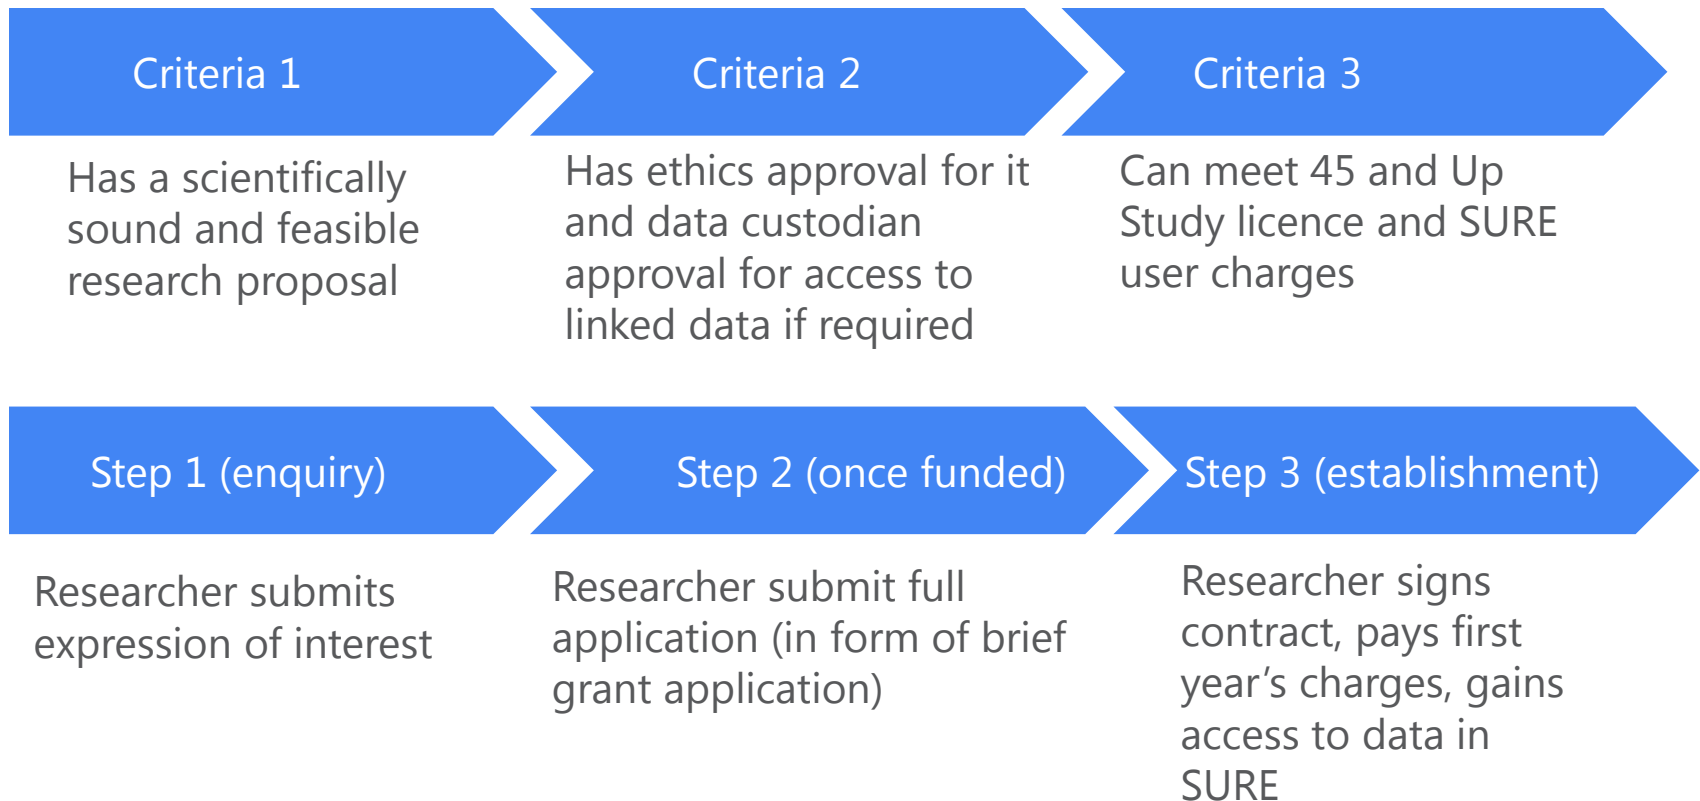 Criteria 1
Criteria 2
Criteria 3
Has a scientifically
sound and feasible
research proposal
Has ethics approval for it
and data custodian
approval for access to
linked data if required
Can meet 45 and Up
Study licence and SURE
user charges
Step 1 (enquiry)
Step 2 (once funded)
Step 3 (establishment)
Researcher submits
expression of interest
Researcher submit full
application (in form of brief
grant application)
Researcher signs
contract, pays first
year’s charges, gains
access to data in
SURE